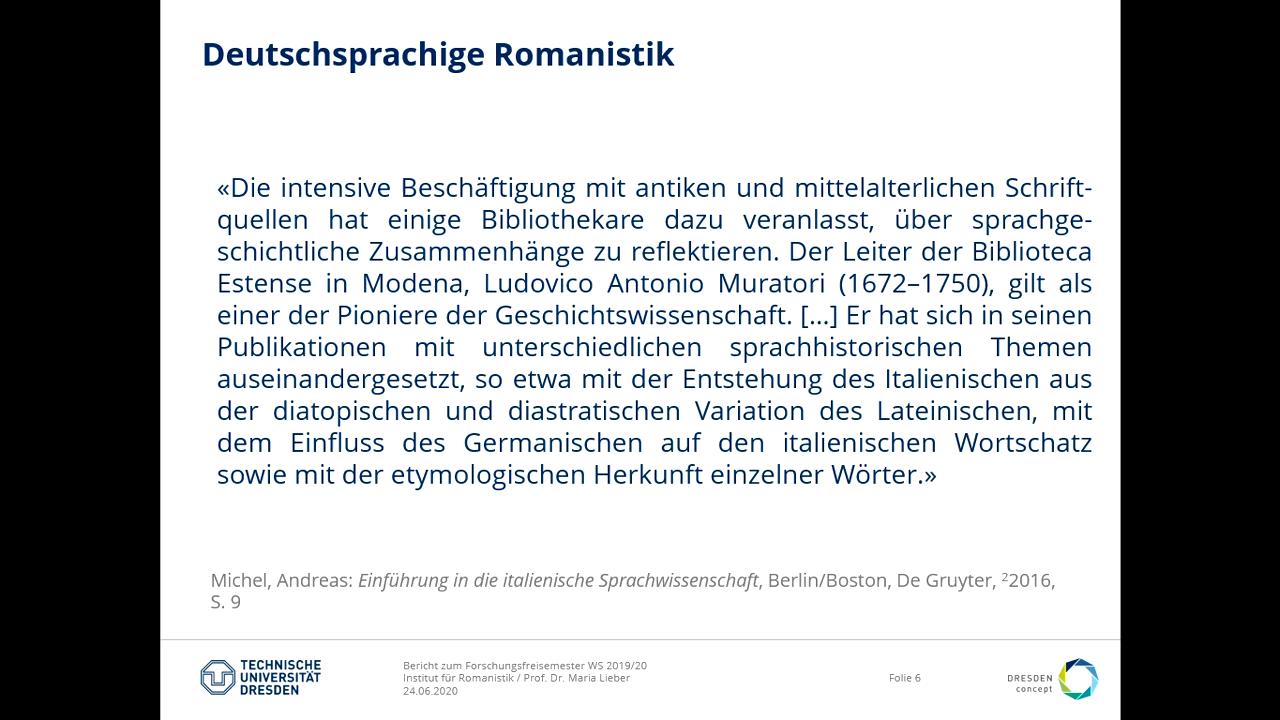 Deutschsprachige Romanistik
«Die intensive Beschäftigung mit antiken und mittelalterlichen Schrift-
quellen hat einige Bibliothekare dazu veranlasst, über sprachge-
schichtliche Zusammenhänge zu reflektieren. Der Leiter der Biblioteca
Estense in Modena, Ludovico Antonio Muratori (1672–1750), gilt als
einer der Pioniere der Geschichtswissenschaft. [...] Er hat sich in seinen
Publikationen mit unterschiedlichen sprachhistorischen Themen
auseinandergesetzt, so etwa mit der Entstehung des Italienischen aus
der diatopischen und diastratischen Variation des Lateinischen, mit
dem Einfluss des Germanischen auf den italienischen Wortschatz
sowie mit der etymologischen Herkunft einzelner Wörter.»
Michel, Andreas: Einführung in die italienische Sprachwissenschaft, Berlin/Boston, De Gruyter, ²2016,
S. 9
TECHNISCHE
UNIVERSITÄT
DRESDEN
Bericht zum Forschungsfreisemester WS 2019/20
Institut für Romanistik / Prof. Dr. Maria Lieber
24.06.2020
Folie 6
DRESDEN
concept